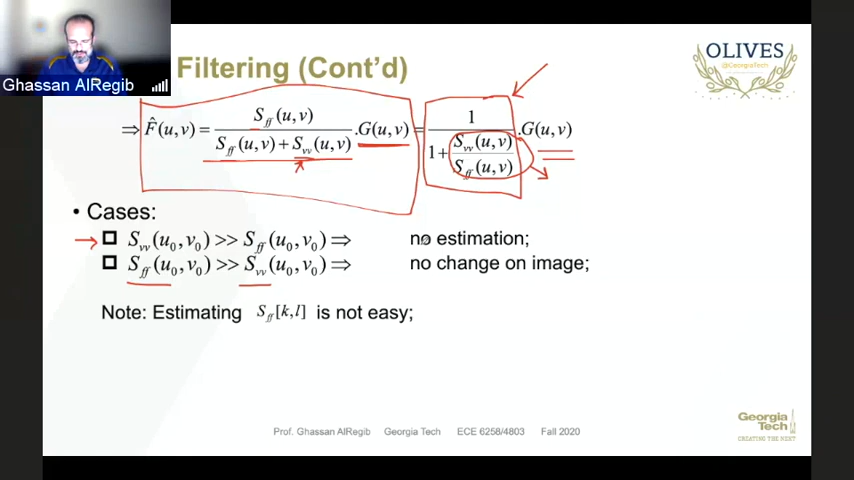 Ghassan AlRegib
Filtering (Cont'd)
OLIVES
@GeorgiaTech
⇒ F̂(u,v) = S_ff(u,v) / (S_ff(u,v) + S_vv(u,v)) .G(u,v) = 1 / (1 + S_vv(u,v) / S_ff(u,v)) .G(u,v)
• Cases:
S_vv(u₀,v₀) >> S_ff(u₀,v₀) ⇒ no estimation;
S_ff(u₀,v₀) >> S_vv(u₀,v₀) ⇒ no change on image;
Note: Estimating S_ff[k,l] is not easy;
Prof. Ghassan AlRegib Georgia Tech ECE 6258/4803 Fall 2020
Georgia
Tech
CREATING THE NEXT